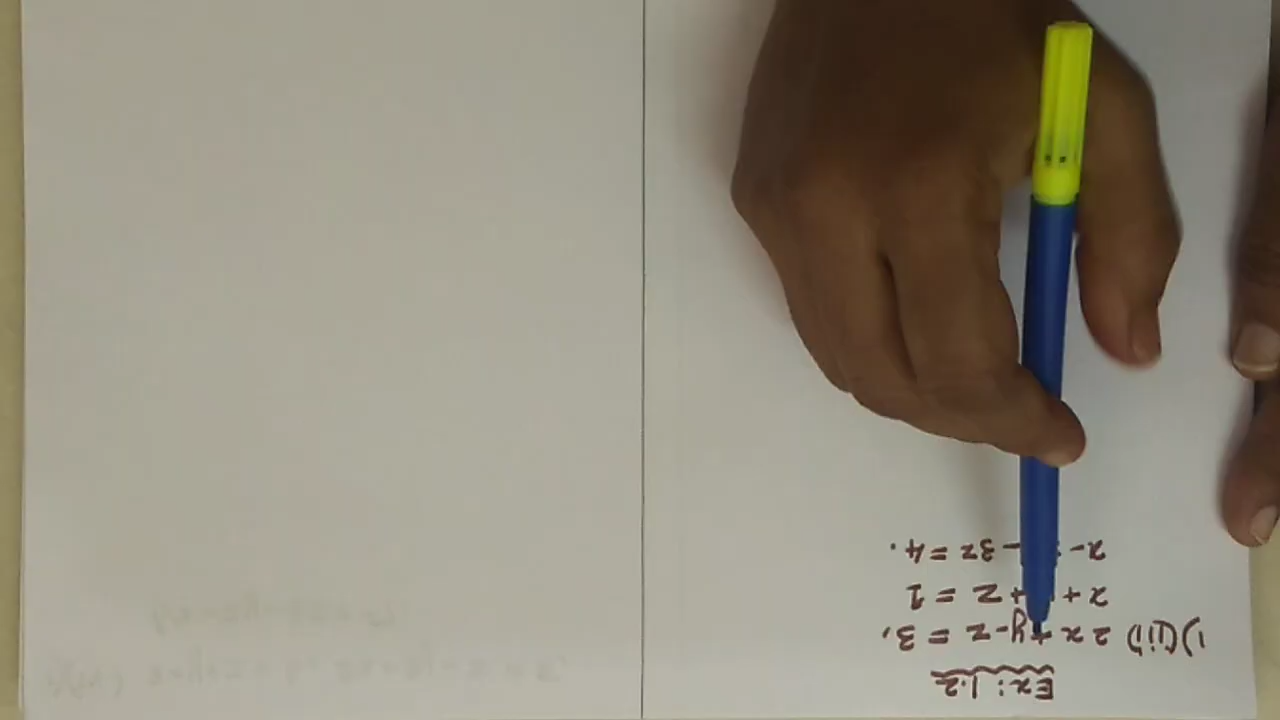 Ex: 1.2
1) (ii) 2x+y-z = 3,
x + + z = 1
x - - 3z = 4.